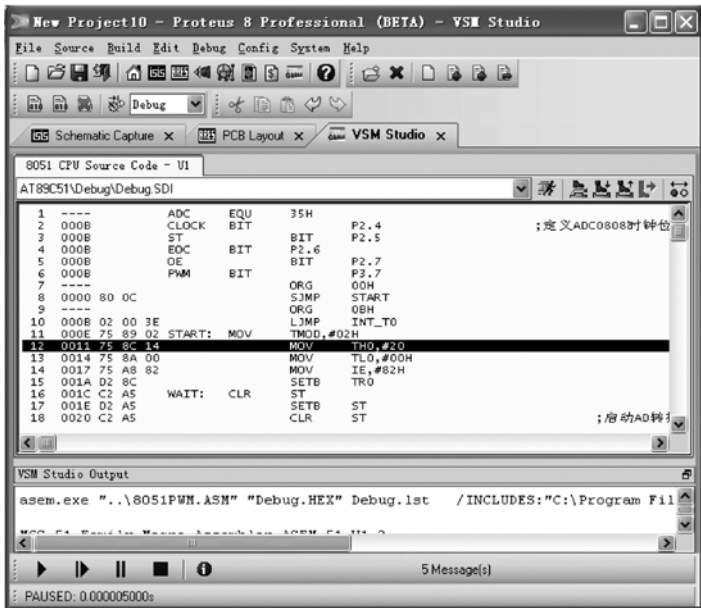 New Project10 - Proteus 8 Professional (BETA) - VSM Studio
File Source Build Edit Debug Config System Help
Debug
Schematic Capture x PCB Layout x VSM Studio x
8051 CPU Source Code - U1
AT89C51\Debug\Debug.SDI
1 ---- ADC EQU 35H
2 000B CLOCK BIT P2.4 ;定义ADC0808时钟位
3 000B ST BIT P2.5
4 000B EOC BIT P2.6
5 000B OE BIT P2.7
6 000B PWM BIT P3.7
7 ---- ORG 00H
8 0000 80 0C SJMP START
9 ---- ORG 0BH
10 000B 02 00 3E LJMP INT_T0
11 000E 75 89 02 START: MOV TMOD,#02H
12 0011 75 8C 14 MOV TH0,#20
13 0014 75 8A 00 MOV TL0,#00H
14 0017 75 A8 82 MOV IE,#82H
15 001A D2 8C SETB TR0
16 001C C2 A5 WAIT: CLR ST
17 001E D2 A5 SETB ST
18 0020 C2 A5 CLR ST ;启动AD转
VSM Studio Output
asem.exe "..\8051PWM.ASM" "Debug.HEX" Debug.lst /INCLUDES:"C:\Program Fil
5 Message(s)
PAUSED: 0.000005000s